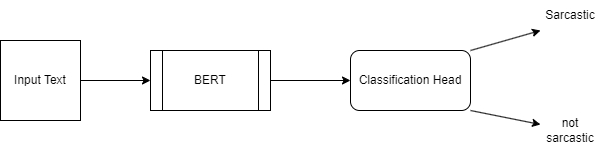 Sarcastic
Input Text
BERT
Classification Head
not
sarcastic